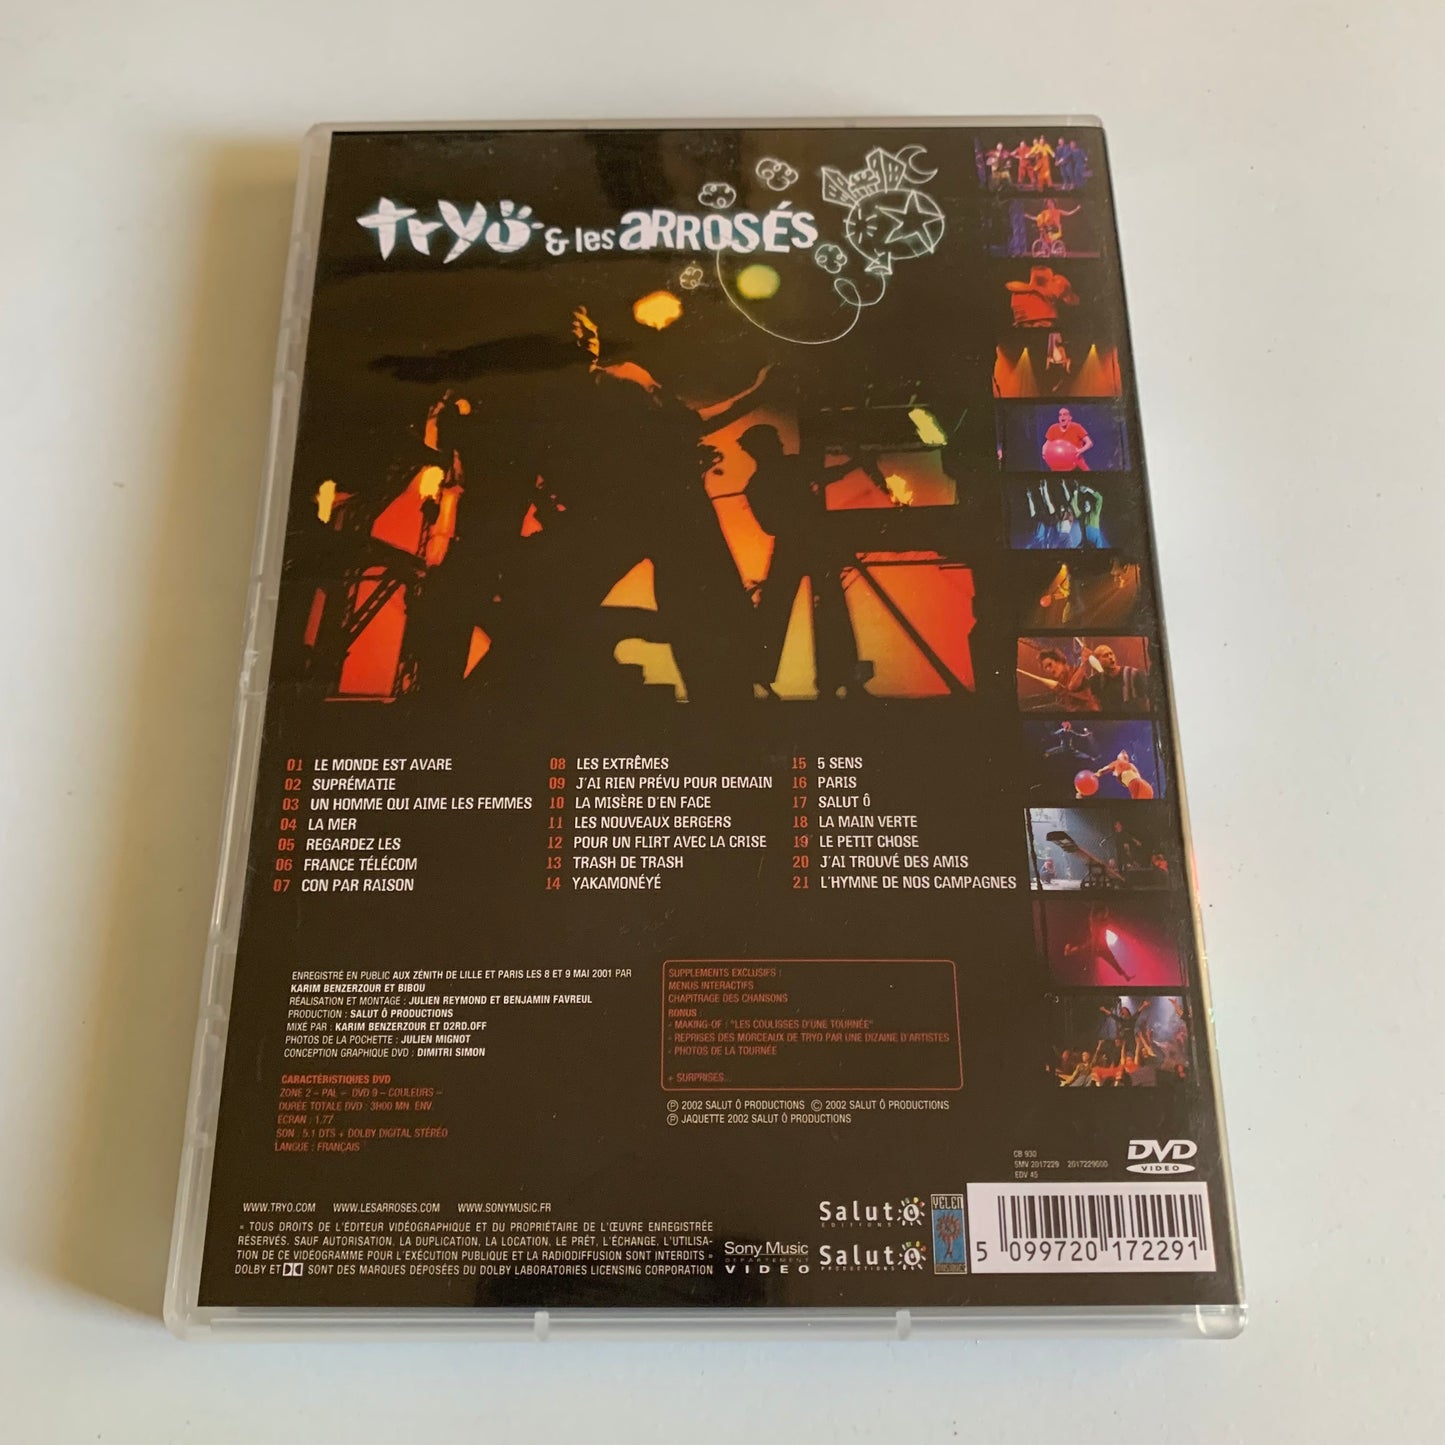 tryo & les aRROSÉS
01 LE MONDE EST AVARE
02 SUPRÉMATIE
03 UN HOMME QUI AIME LES FEMMES
04 LA MER
05 REGARDEZ LES
06 FRANCE TÉLÉCOM
07 CON PAR RAISON
08 LES EXTRÊMES
09 J'AI RIEN PRÉVU POUR DEMAIN
10 LA MISÈRE D'EN FACE
11 LES NOUVEAUX BERGERS
12 POUR UN FLIRT AVEC LA CRISE
13 TRASH DE TRASH
14 YAKAMONÉYÉ
15 5 SENS
16 PARIS
17 SALUT Ô
18 LA MAIN VERTE
19 LE PETIT CHOSE
20 J'AI TROUVÉ DES AMIS
21 L'HYMNE DE NOS CAMPAGNES
ENREGISTRÉ EN PUBLIC AUX ZÉNITH DE LILLE ET PARIS LES 8 ET 9 MAI 2001 PAR
KARIM BENZERZOUR ET BIBOU
RÉALISATION ET MONTAGE : JULIEN REYMOND ET BENJAMIN FAVREUL
PRODUCTION : SALUT Ô PRODUCTIONS
MIXÉ PAR : KARIM BENZERZOUR ET D2RD.OFF
PHOTOS DE LA POCHETTE : JULIEN MIGNOT
CONCEPTION GRAPHIQUE DVD : DIMITRI SIMON
CARACTÉRISTIQUES DVD
ZONE 2 – PAL – DVD 9 – COULEURS –
DURÉE TOTALE DVD : 3H00 MN. ENV.
ECRAN : 1.77
SON : 5.1 DTS + DOLBY DIGITAL STÉRÉO
LANGUE : FRANÇAIS
SUPPLEMENTS EXCLUSIFS :
MENUS INTERACTIFS
CHAPITRAGE DES CHANSONS
BONUS :
- MAKING-OF : "LES COULISSES D'UNE TOURNÉE"
- REPRISES DES MORCEAUX DE TRYO PAR UNE DIZAINE D'ARTISTES
- PHOTOS DE LA TOURNÉE
+ SURPRISES...
℗ 2002 SALUT Ô PRODUCTIONS © 2002 SALUT Ô PRODUCTIONS
℗ JAQUETTE 2002 SALUT Ô PRODUCTIONS
CB 930
SMV 2017229 2017229000
EDV 45
DVD
VIDEO
WWW.TRYO.COM WWW.LESARROSES.COM WWW.SONYMUSIC.FR
« TOUS DROITS DE L'ÉDITEUR VIDÉOGRAPHIQUE ET DU PROPRIÉTAIRE DE L'ŒUVRE ENREGISTRÉE
RÉSERVÉS. SAUF AUTORISATION, LA DUPLICATION, LA LOCATION, LE PRÊT, L'ÉCHANGE, L'UTILISA-
TION DE CE VIDÉOGRAMME POUR L'EXÉCUTION PUBLIQUE ET LA RADIODIFFUSION SONT INTERDITS »
DOLBY ET SONT DES MARQUES DÉPOSÉES DU DOLBY LABORATORIES LICENSING CORPORATION
Sony Music
DEPARTEMENT
VIDEO
Salut Ô
EDITIONS
Salut Ô
PRODUCTIONS
YELEN
MUSIQUES
5 099720 172291